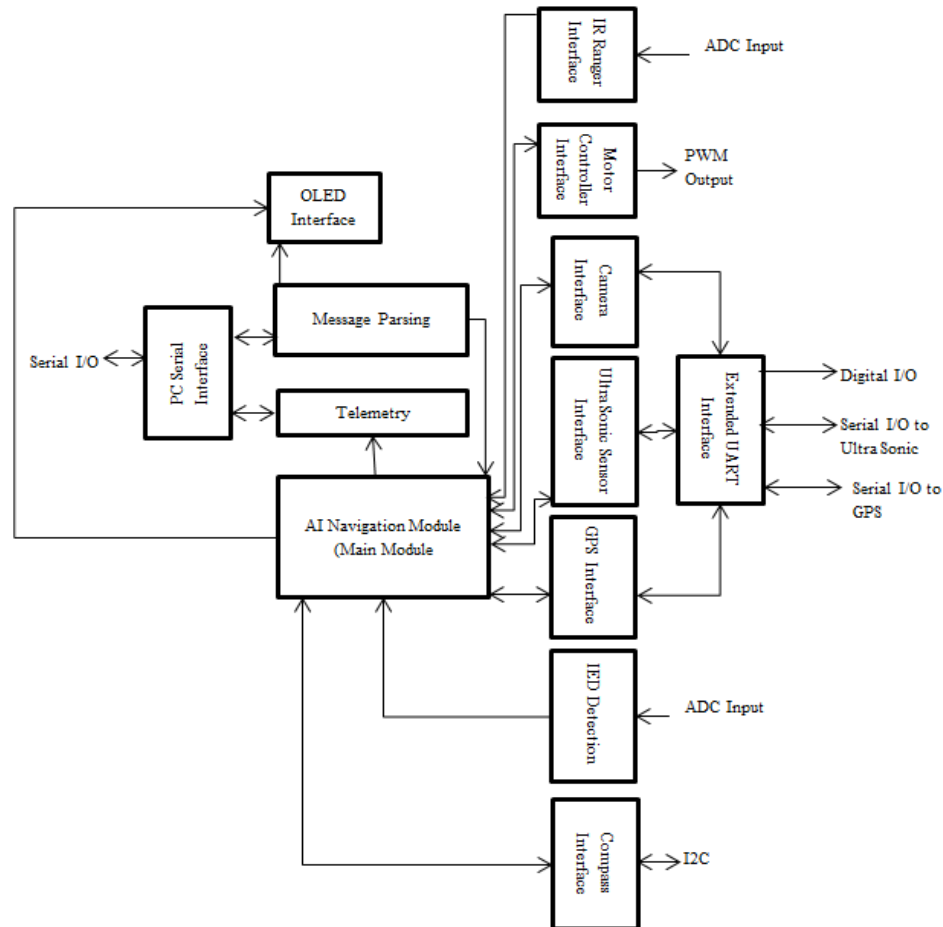 IR Ranger
Interface
ADC Input
Motor
Controller
Interface
PWM
Output
OLED
Interface
Camera
Interface
Message Parsing
PC Serial
Interface
Serial I/O
Telemetry
Ultra Sonic Sensor
Interface
Extended UART
Interface
Digital I/O
Serial I/O to
Ultra Sonic
Serial I/O to
GPS
AI Navigation Module
(Main Module
GPS Interface
IED Detection
ADC Input
Compass
Interface
I2C